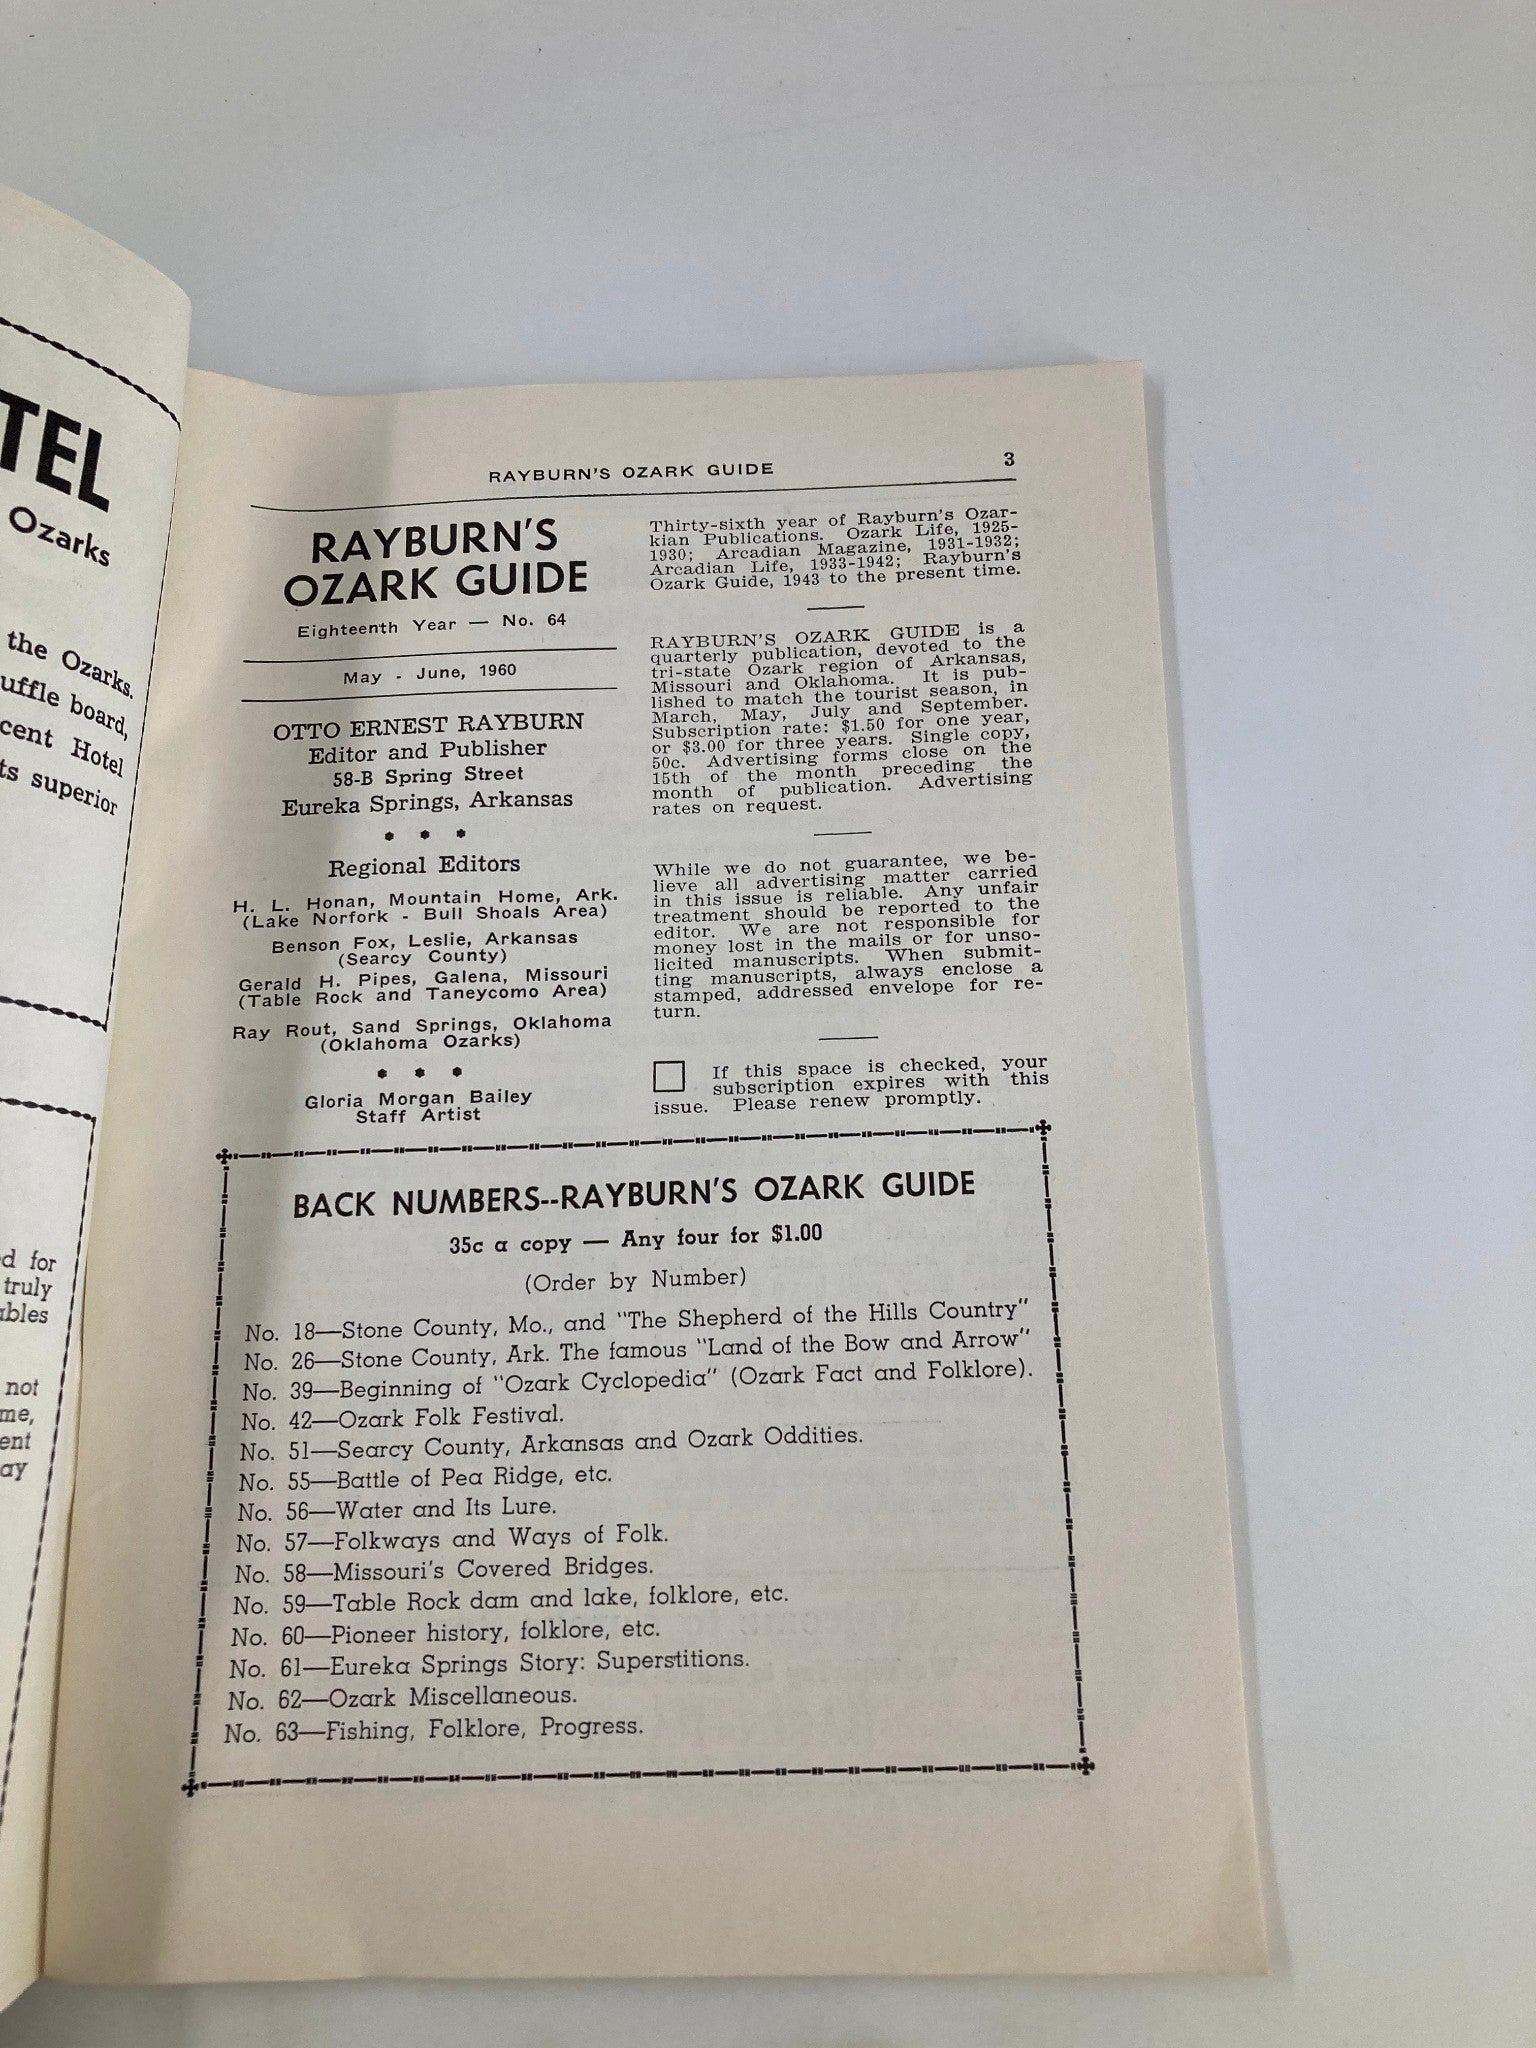 TEL
Ozarks
the Ozarks.
uffle board,
cent Hotel
ts superior
d for
truly
ables
not
me,
ent
ay
RAYBURN'S OZARK GUIDE 3
RAYBURN'S
OZARK GUIDE
Eighteenth Year — No. 64
May - June, 1960
OTTO ERNEST RAYBURN
Editor and Publisher
58-B Spring Street
Eureka Springs, Arkansas
* * *
Regional Editors
H. L. Honan, Mountain Home, Ark.
(Lake Norfork - Bull Shoals Area)
Benson Fox, Leslie, Arkansas
(Searcy County)
Gerald H. Pipes, Galena, Missouri
(Table Rock and Taneycomo Area)
Ray Rout, Sand Springs, Oklahoma
(Oklahoma Ozarks)
* * *
Gloria Morgan Bailey
Staff Artist
Thirty-sixth year of Rayburn's Ozar-
kian Publications. Ozark Life, 1925-
1930; Arcadian Magazine, 1931-1932;
Arcadian Life, 1933-1942; Rayburn's
Ozark Guide, 1943 to the present time.
RAYBURN'S OZARK GUIDE is a
quarterly publication, devoted to the
tri-state Ozark region of Arkansas,
Missouri and Oklahoma. It is pub-
lished to match the tourist season, in
March, May, July and September.
Subscription rate: $1.50 for one year,
or $3.00 for three years. Single copy,
50c. Advertising forms close on the
15th of the month preceding the
month of publication. Advertising
rates on request.
While we do not guarantee, we be-
lieve all advertising matter carried
in this issue is reliable. Any unfair
treatment should be reported to the
editor. We are not responsible for
money lost in the mails or for unso-
licited manuscripts. When submit-
ting manuscripts, always enclose a
stamped, addressed envelope for re-
turn.
If this space is checked, your
subscription expires with this
issue. Please renew promptly.
BACK NUMBERS--RAYBURN'S OZARK GUIDE
35c a copy — Any four for $1.00
(Order by Number)
No. 18—Stone County, Mo., and "The Shepherd of the Hills Country"
No. 26—Stone County, Ark. The famous "Land of the Bow and Arrow"
No. 39—Beginning of "Ozark Cyclopedia" (Ozark Fact and Folklore).
No. 42—Ozark Folk Festival.
No. 51—Searcy County, Arkansas and Ozark Oddities.
No. 55—Battle of Pea Ridge, etc.
No. 56—Water and Its Lure.
No. 57—Folkways and Ways of Folk.
No. 58—Missouri's Covered Bridges.
No. 59—Table Rock dam and lake, folklore, etc.
No. 60—Pioneer history, folklore, etc.
No. 61—Eureka Springs Story: Superstitions.
No. 62—Ozark Miscellaneous.
No. 63—Fishing, Folklore, Progress.